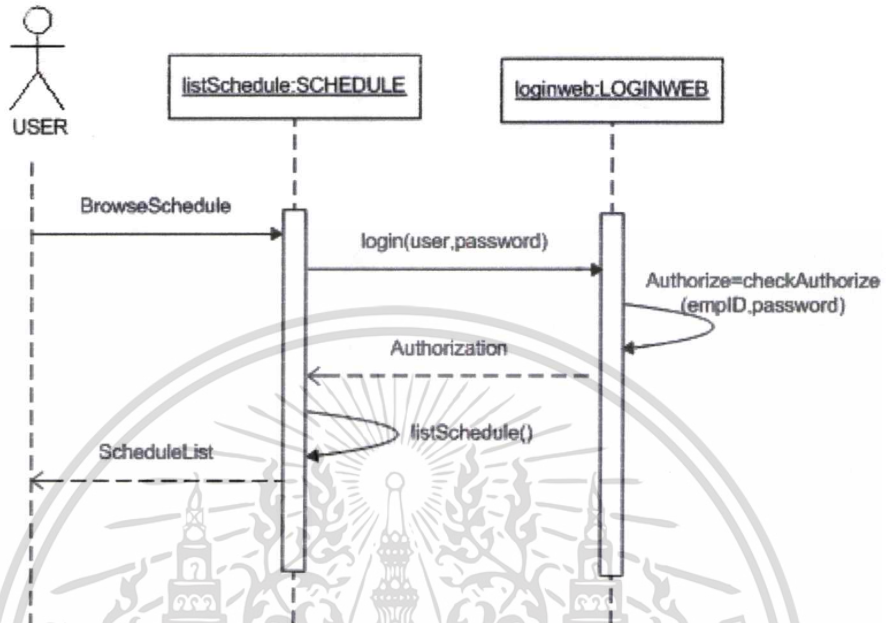 listSchedule:SCHEDULE
loginweb:LOGINWEB
USER
BrowseSchedule
login(user,password)
Authorize=checkAuthorize
(empID,password)
Authorization
listSchedule()
ScheduleList